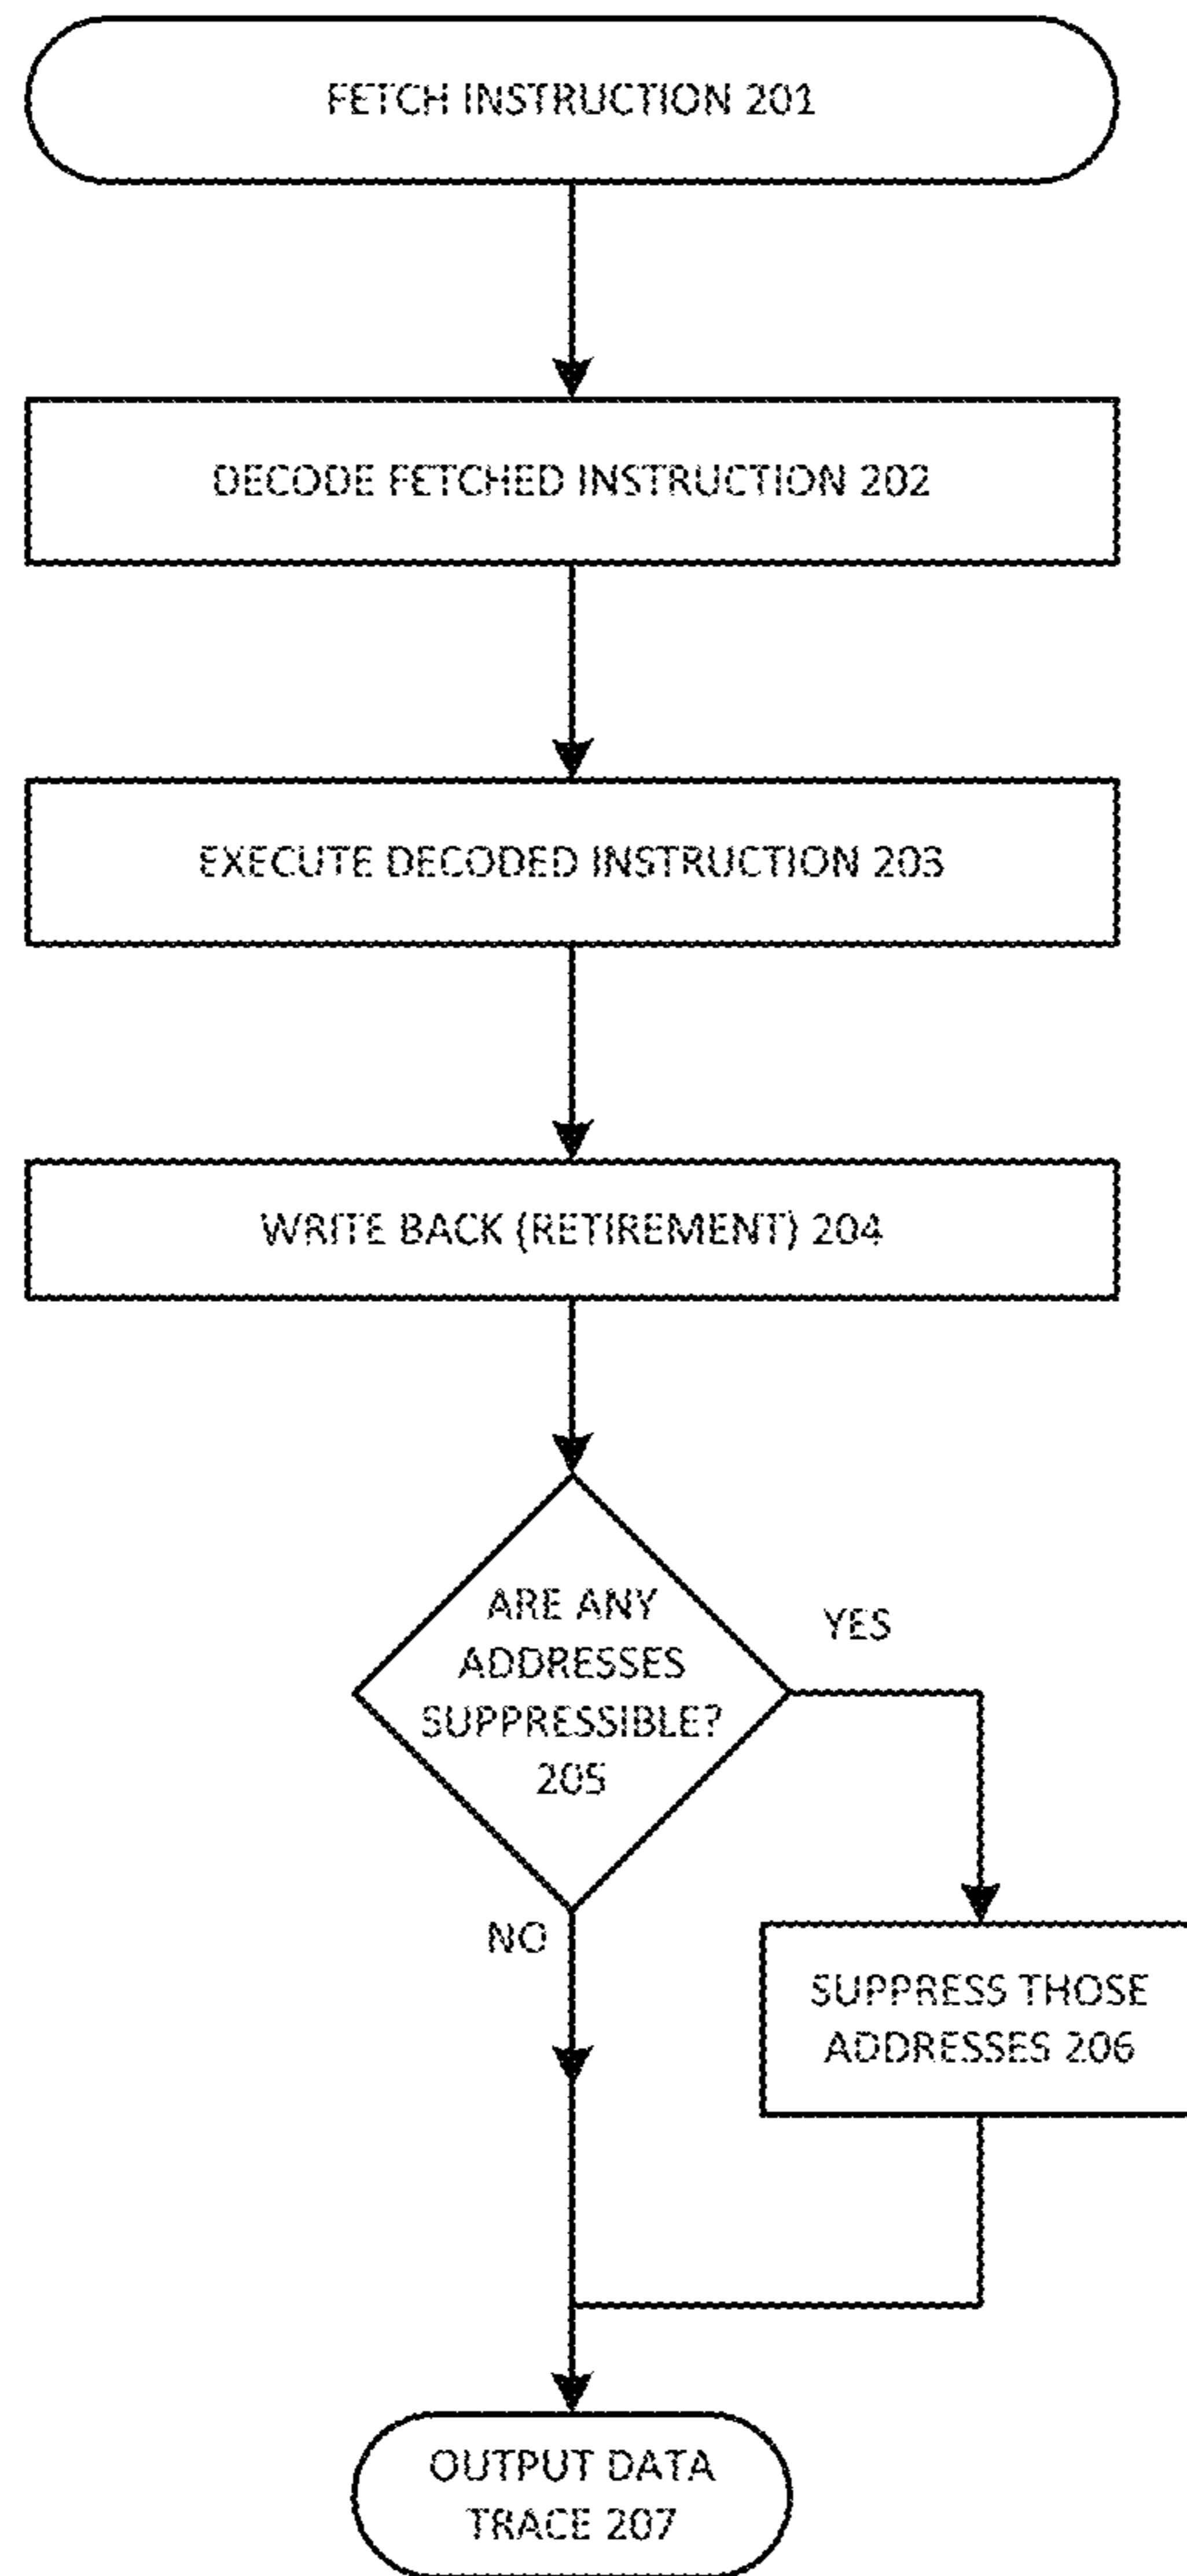 FETCH INSTRUCTION 201
DECODE FETCHED INSTRUCTION 202
EXECUTE DECODED INSTRUCTION 203
WRITE BACK (RETIREMENT) 204
ARE ANY
ADDRESSES
SUPPRESSIBLE?
205
YES
NO
SUPPRESS THOSE
ADDRESSES 206
OUTPUT DATA
TRACE 207